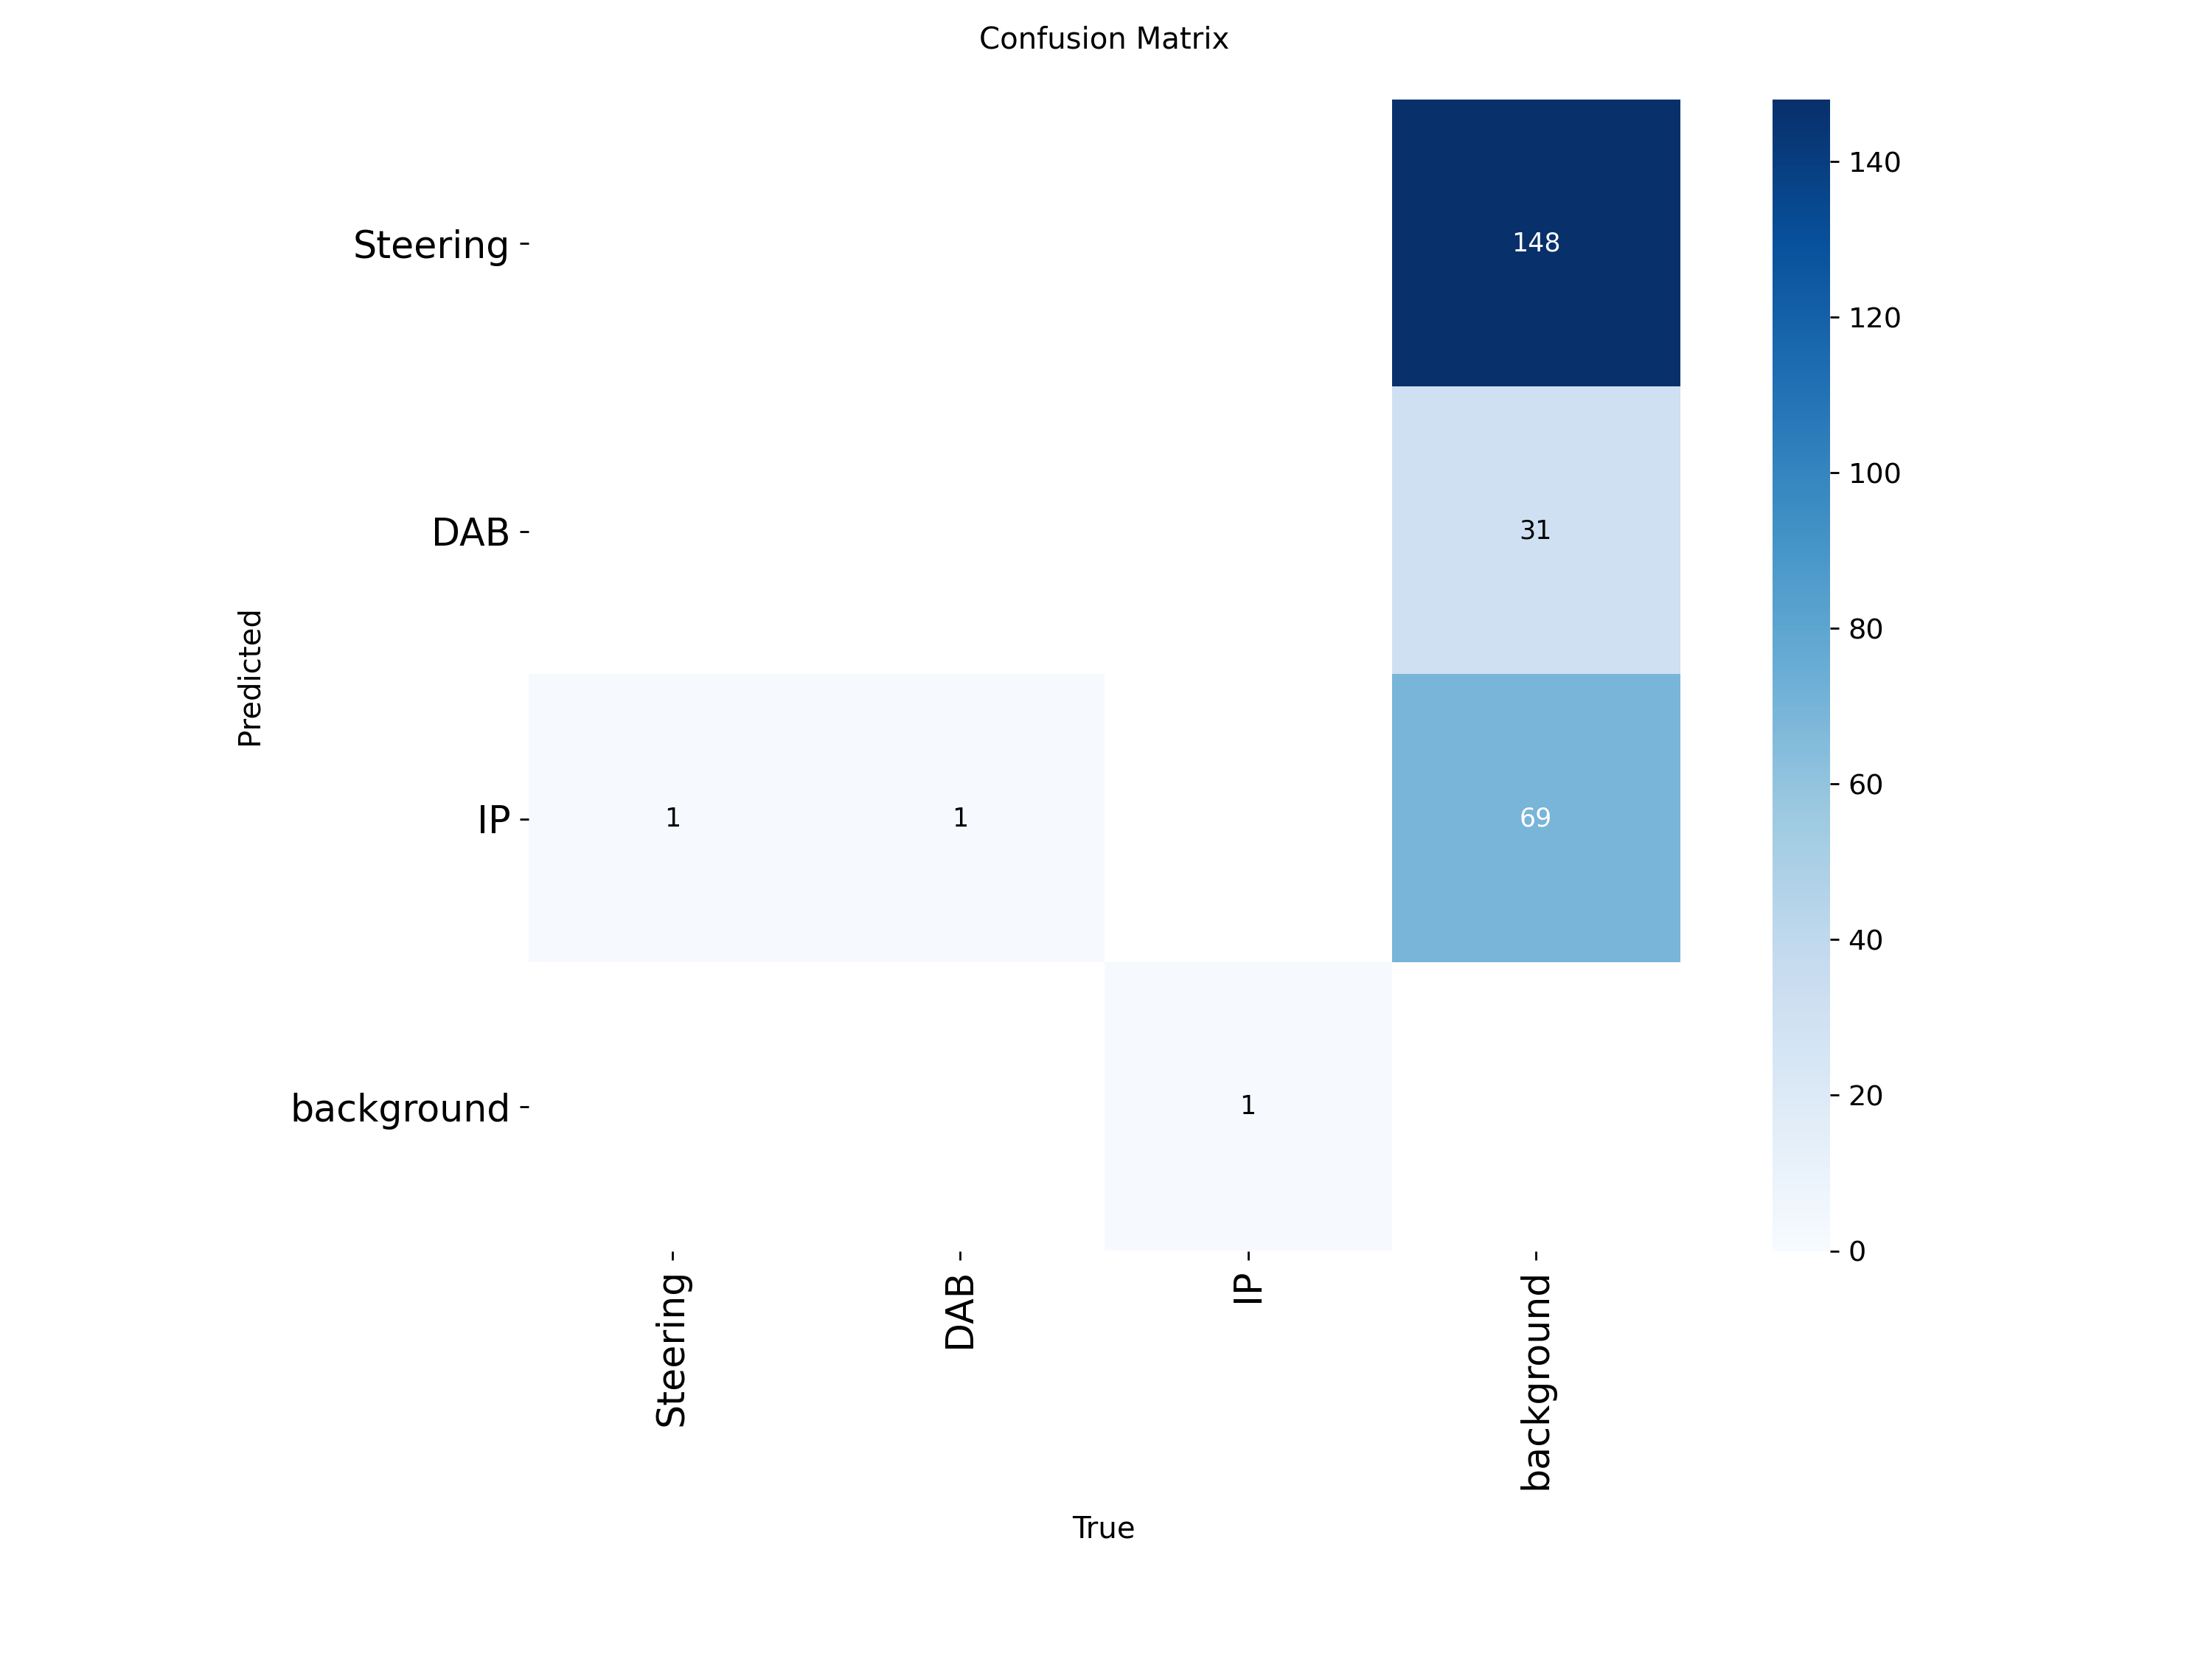 Confusion Matrix
Steering
148
140
120
DAB
31
100
80
Predicted
IP
1 1 69
60
40
background
1
20
0
Steering
DAB
IP
background
True